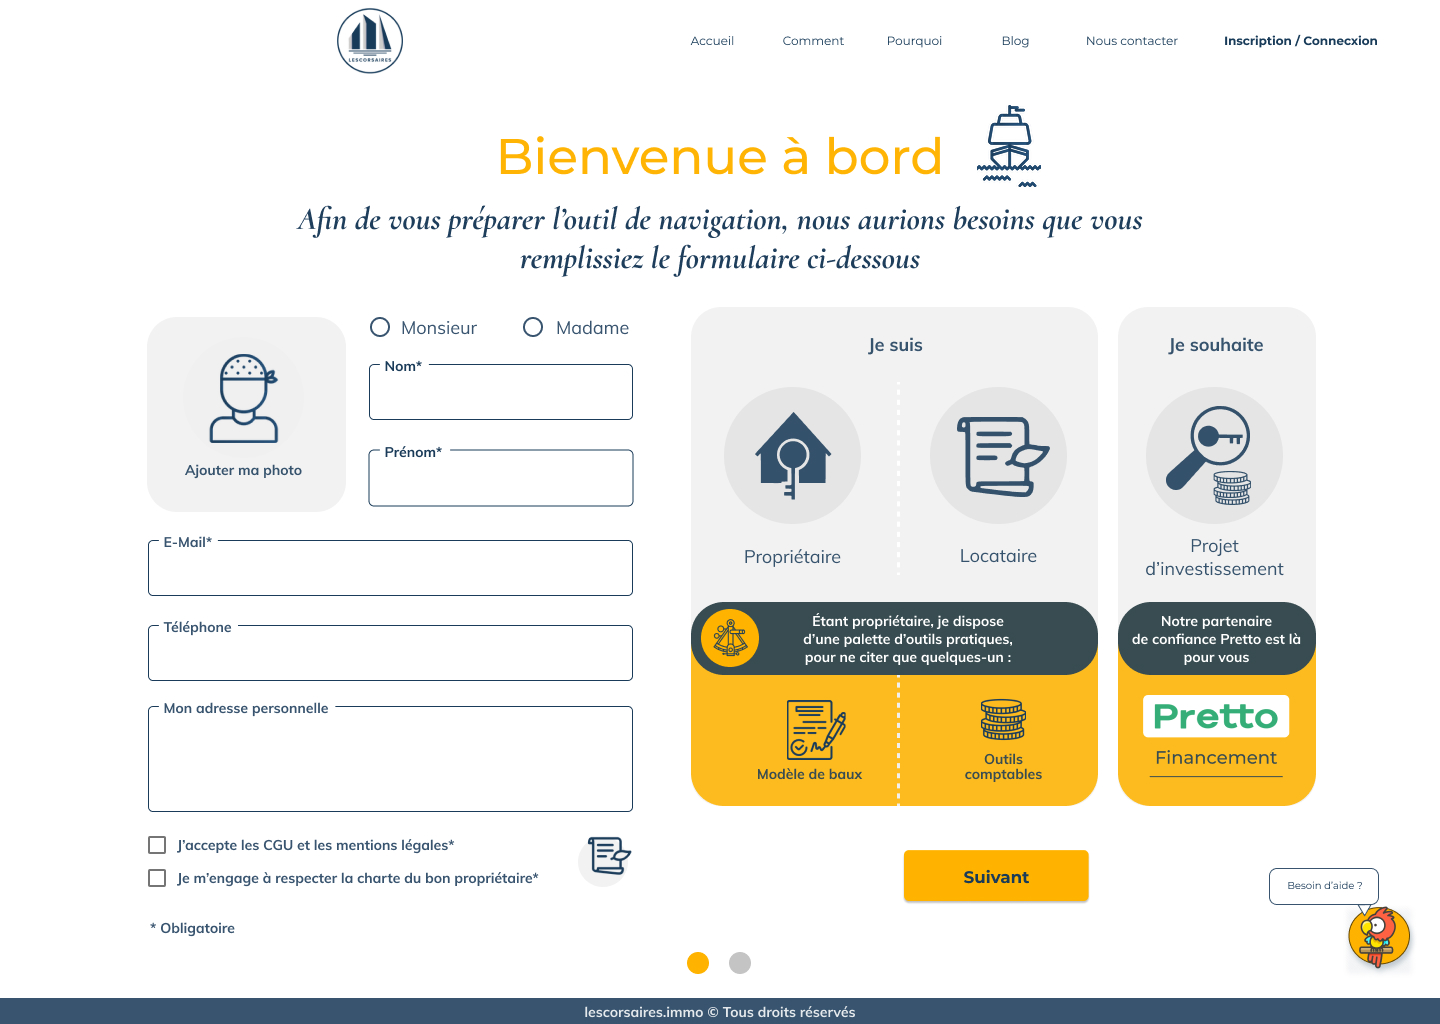 LESCORSAIRES
Accueil
Comment
Pourquoi
Blog
Nous contacter
Inscription / Connecxion
Bienvenue à bord
Afin de vous préparer l’outil de navigation, nous aurions besoins que vous
remplissiez le formulaire ci-dessous
Ajouter ma photo
Monsieur
Madame
Nom*
Prénom*
E-Mail*
Téléphone
Mon adresse personnelle
J’accepte les CGU et les mentions légales*
Je m’engage à respecter la charte du bon propriétaire*
* Obligatoire
Je suis
Propriétaire
Locataire
Étant propriétaire, je dispose
d’une palette d’outils pratiques,
pour ne citer que quelques-un :
Modèle de baux
Outils
comptables
Je souhaite
Projet
d’investissement
Notre partenaire
de confiance Pretto est là
pour vous
Pretto
Financement
Suivant
Besoin d’aide ?
lescorsaires.immo © Tous droits réservés